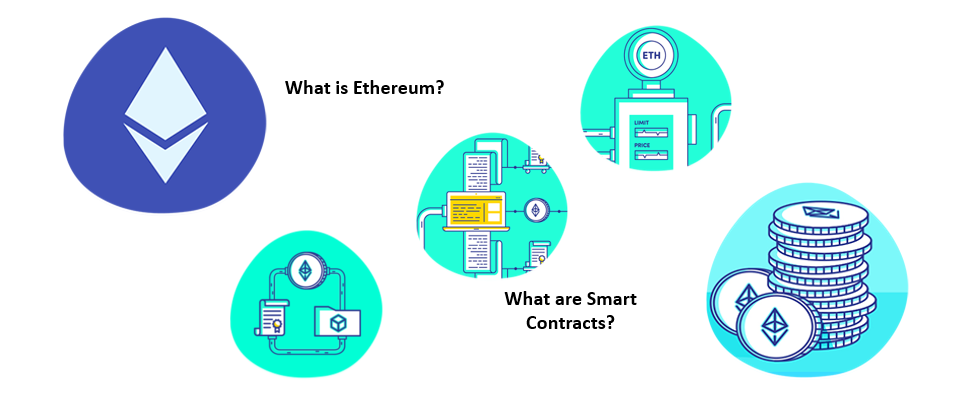 What is Ethereum?
ETH
LIMIT
PRICE
What are Smart
Contracts?